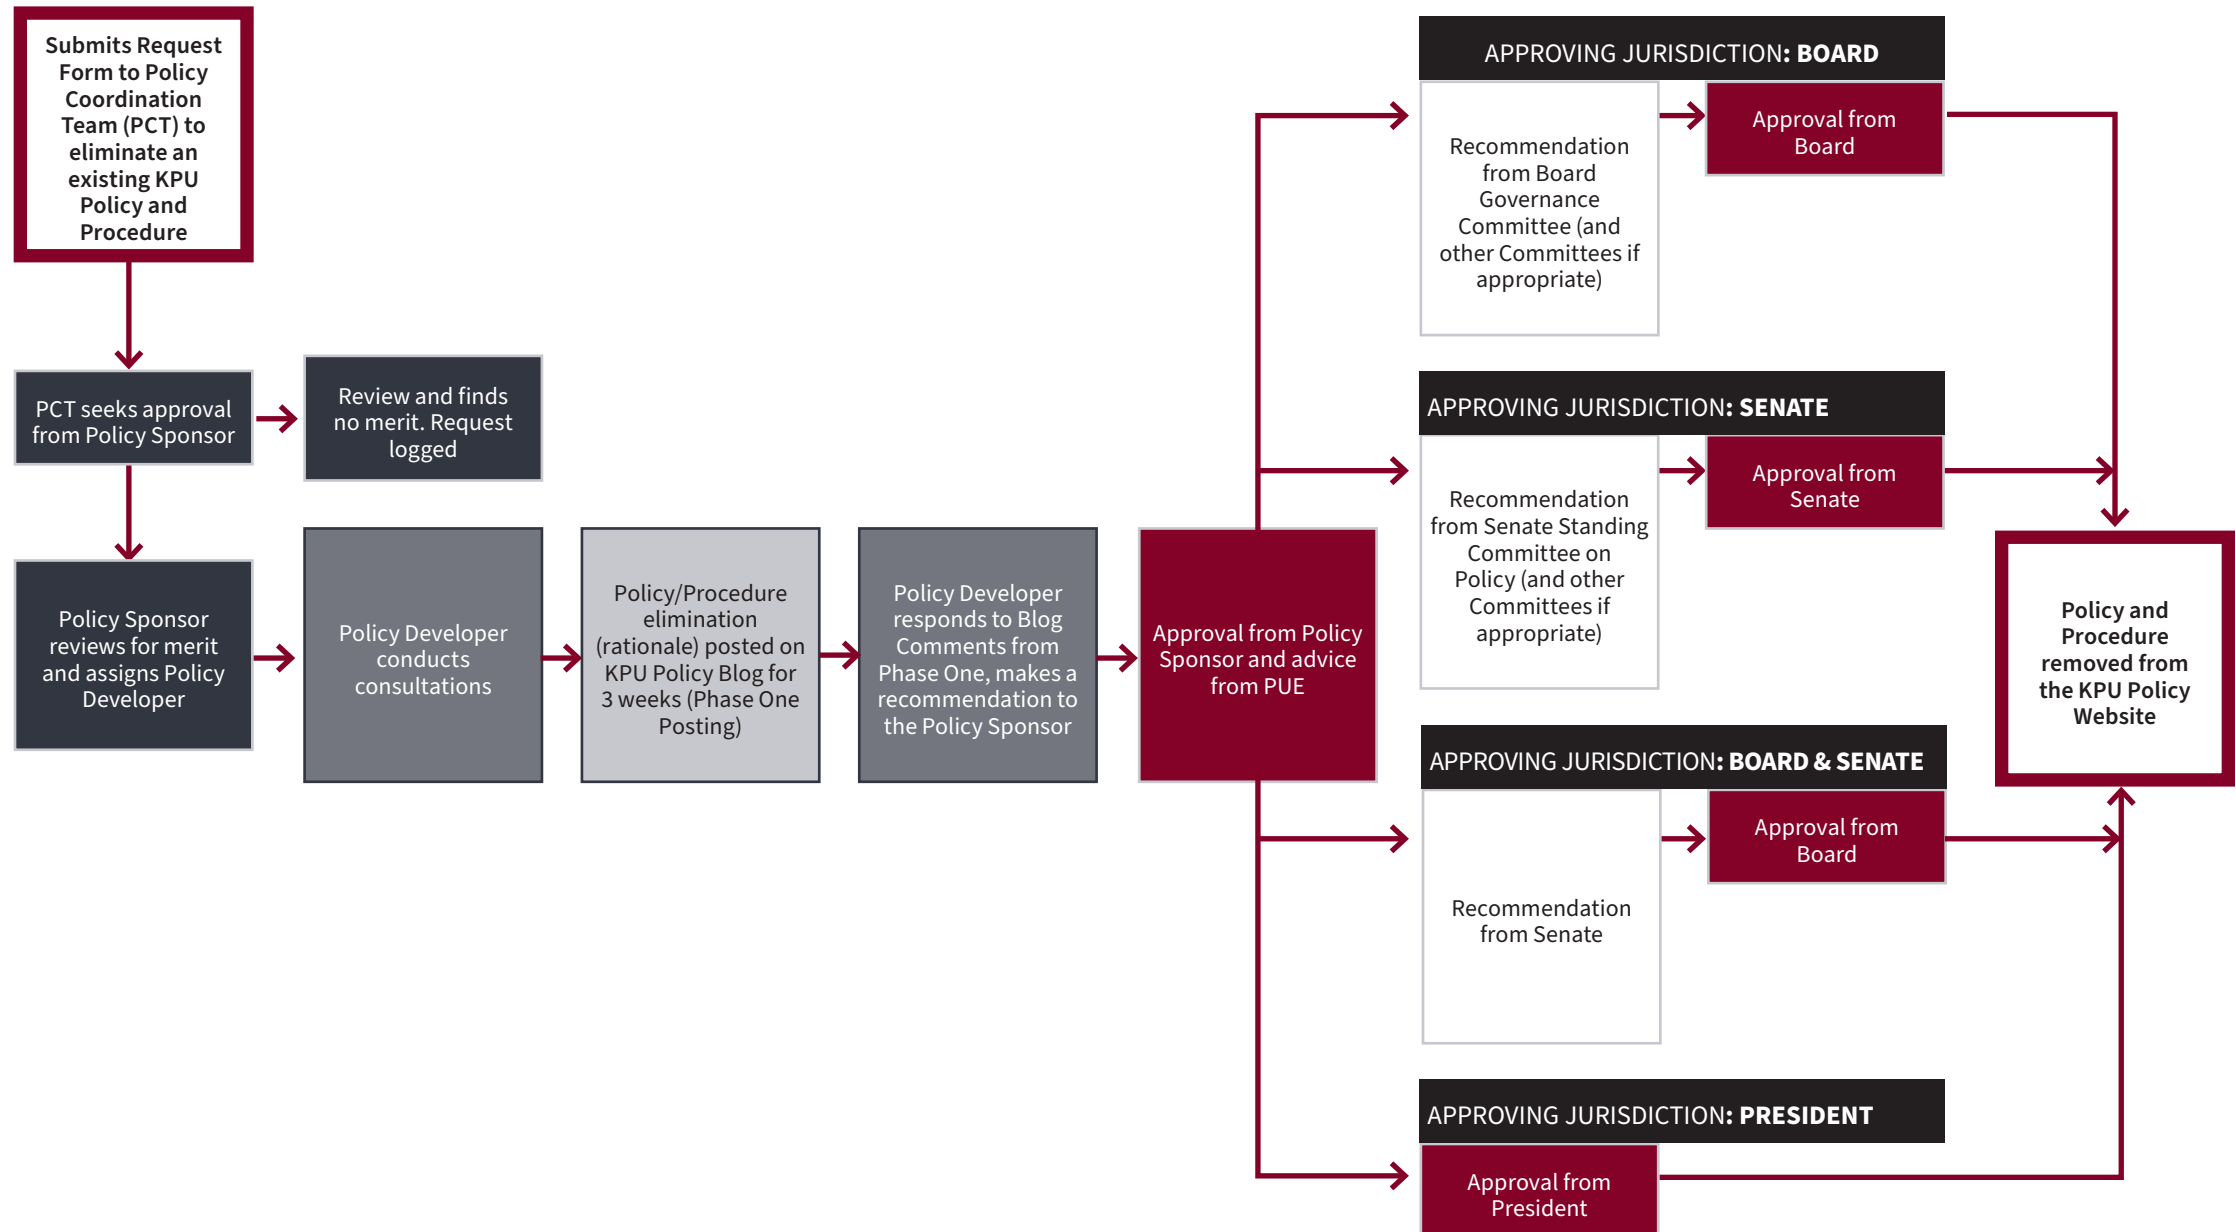 Submits Request
Form to Policy
Coordination
Team (PCT) to
eliminate an
existing KPU
Policy and
Procedure
PCT seeks approval
from Policy Sponsor
Review and finds
no merit. Request
logged
Policy Sponsor
reviews for merit
and assigns Policy
Developer
Policy Developer
conducts
consultations
Policy/Procedure
elimination
(rationale) posted on
KPU Policy Blog for
3 weeks (Phase One
Posting)
Policy Developer
responds to Blog
Comments from
Phase One, makes a
recommendation to
the Policy Sponsor
Approval from Policy
Sponsor and advice
from PUE
APPROVING JURISDICTION: BOARD
Recommendation
from Board
Governance
Committee (and
other Committees if
appropriate)
Approval from
Board
APPROVING JURISDICTION: SENATE
Recommendation
from Senate Standing
Committee on
Policy (and other
Committees if
appropriate)
Approval from
Senate
APPROVING JURISDICTION: BOARD & SENATE
Recommendation
from Senate
Approval from
Board
APPROVING JURISDICTION: PRESIDENT
Approval from
President
Policy and
Procedure
removed from
the KPU Policy
Website